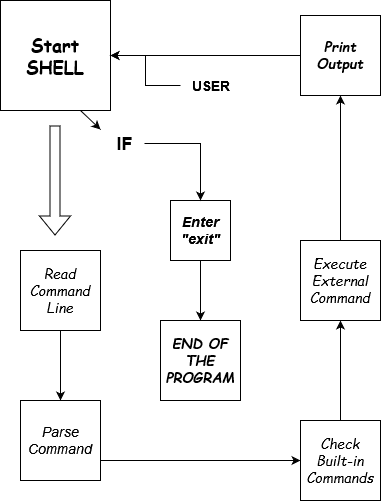 Start
SHELL
Print
Output
USER
IF
Enter
"exit"
Read
Command
Line
Execute
External
Command
END OF
THE
PROGRAM
Parse
Command
Check
Built-in
Commands